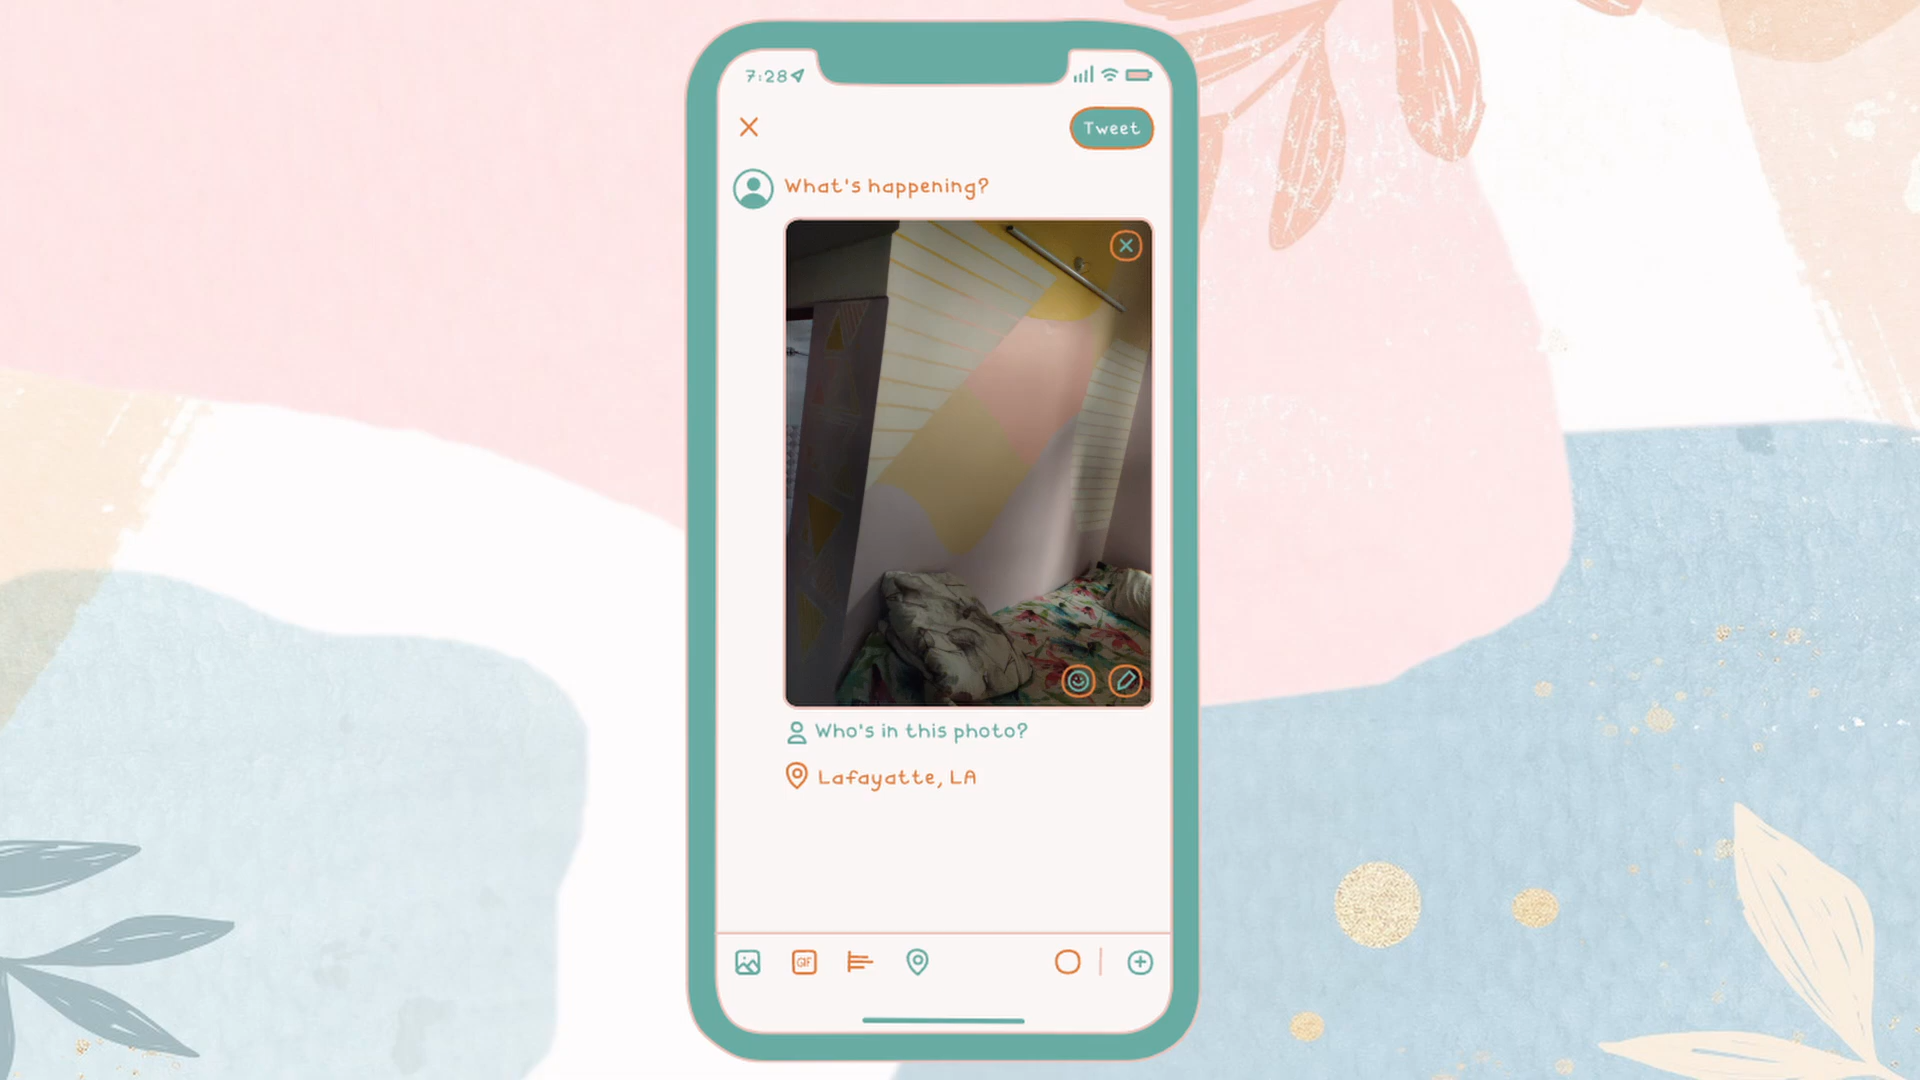 7:28
Tweet
What's happening?
Who's in this photo?
Lafayatte, LA
GIF